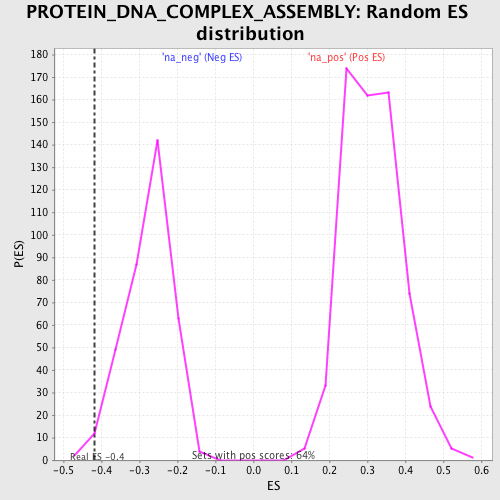 PROTEIN_DNA_COMPLEX_ASSEMBLY: Random ES
distribution
'na_neg' (Neg ES) 'na_pos' (Pos ES)
180
170
160
150
140
130
120
110
100
90
80
70
60
50
40
30
20
10
0
P(ES)
Real ES -0.4 Sets with pos scores: 64%
-0.5 -0.4 -0.3 -0.2 -0.1 0.0 0.1 0.2 0.3 0.4 0.5 0.6
ES